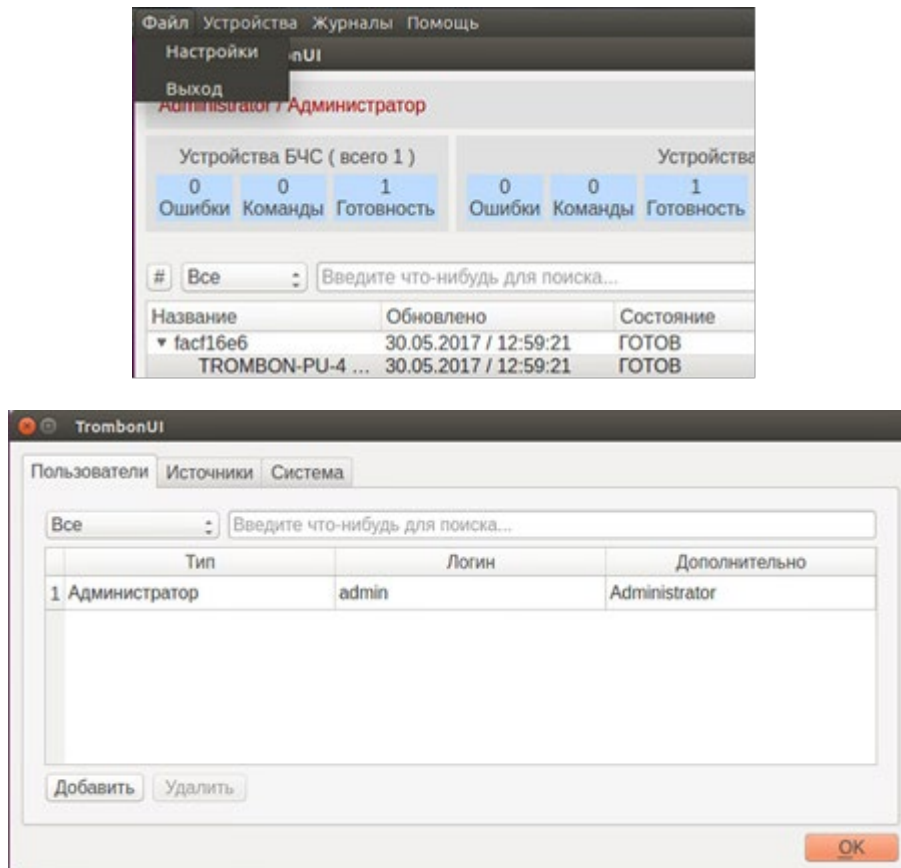 Файл Устройства Журналы Помощь
Настройки
nUI
Выход
Administrator / Администратор
Устройства БЧС ( всего 1 ) Устройства
0 0 1 0 0 1
Ошибки Команды Готовность Ошибки Команды Готовность
# Все Введите что-нибудь для поиска...
Название Обновлено Состояние
facf16e6 30.05.2017 / 12:59:21 ГОТОВ
TROMBON-PU-4 ... 30.05.2017 / 12:59:21 ГОТОВ
TrombonUI
Пользователи Источники Система
Все Введите что-нибудь для поиска...
Тип Логин Дополнительно
1 Администратор admin Administrator
Добавить Удалить
OK